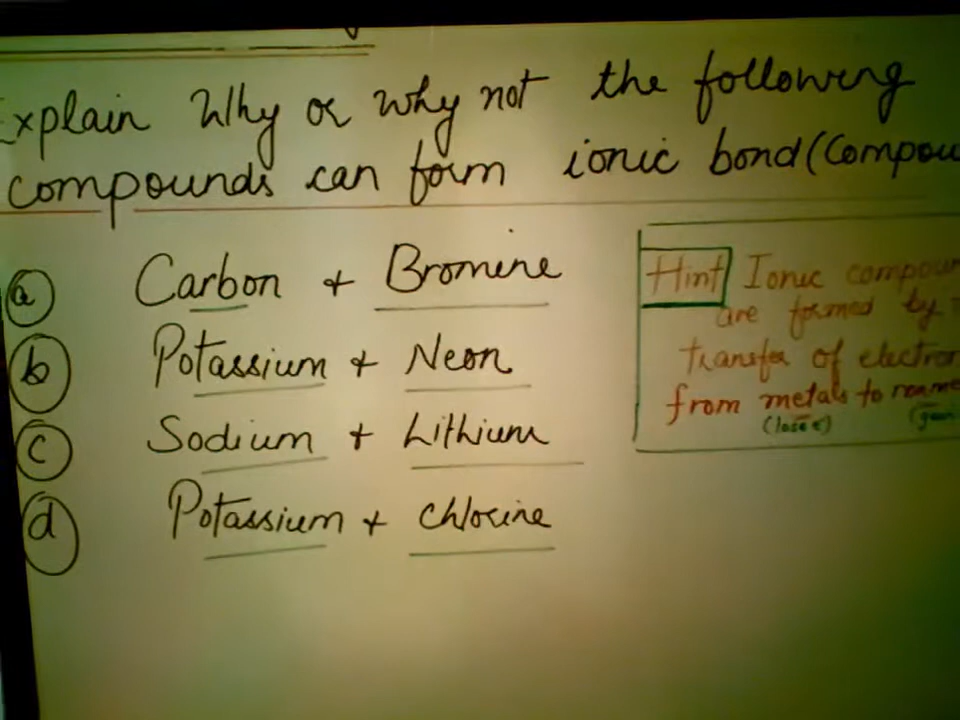 Explain Why or why not the following
compounds can form ionic bond (Compou
a Carbon + Bromine
b Potassium + Neon
c Sodium + Lithium
d Potassium + Chlorine
Hint Ionic compoun
are formed by
transfer of electron
from metals to nonme
(lose e) (gain